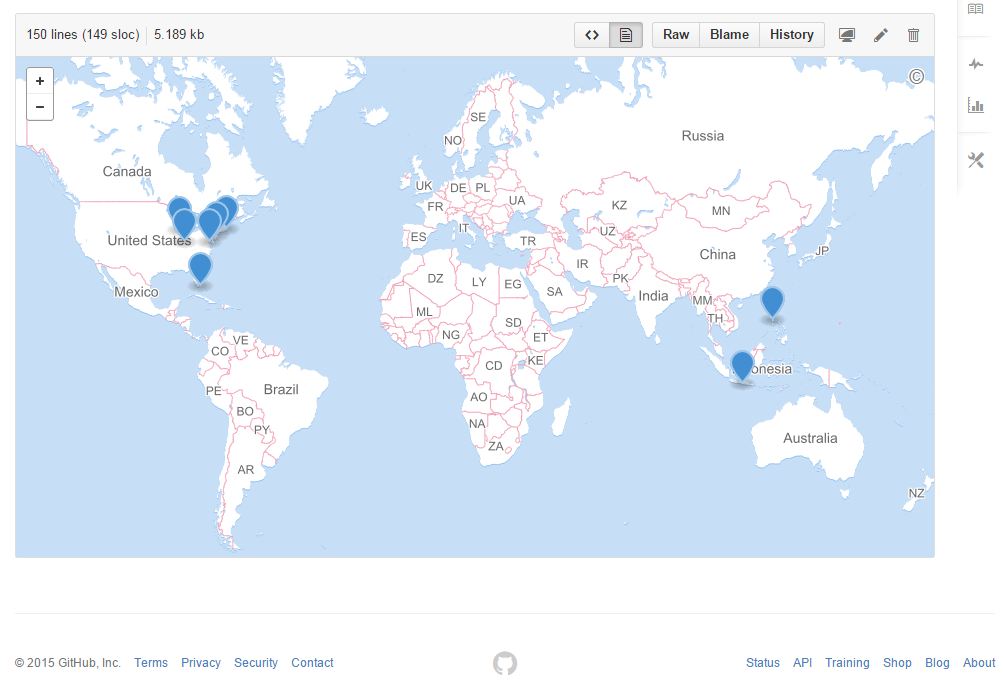 150 lines (149 sloc) 5.189 kb
Raw Blame History
+
−
©
SE
Russia
NO
Canada
UK DE PL
UA
FR
KZ
MN
IT
UZ
ES
TR
United States
China
JP
IR
DZ
LY
EG
PK
SA
India
Mexico
MM
ML
TH
SD
NG
ET
VE
CO
KE
CD
onesia
PE
Brazil
AO
BO
NA
PY
Australia
ZA
AR
NZ
© 2015 GitHub, Inc. Terms Privacy Security Contact
Status API Training Shop Blog About